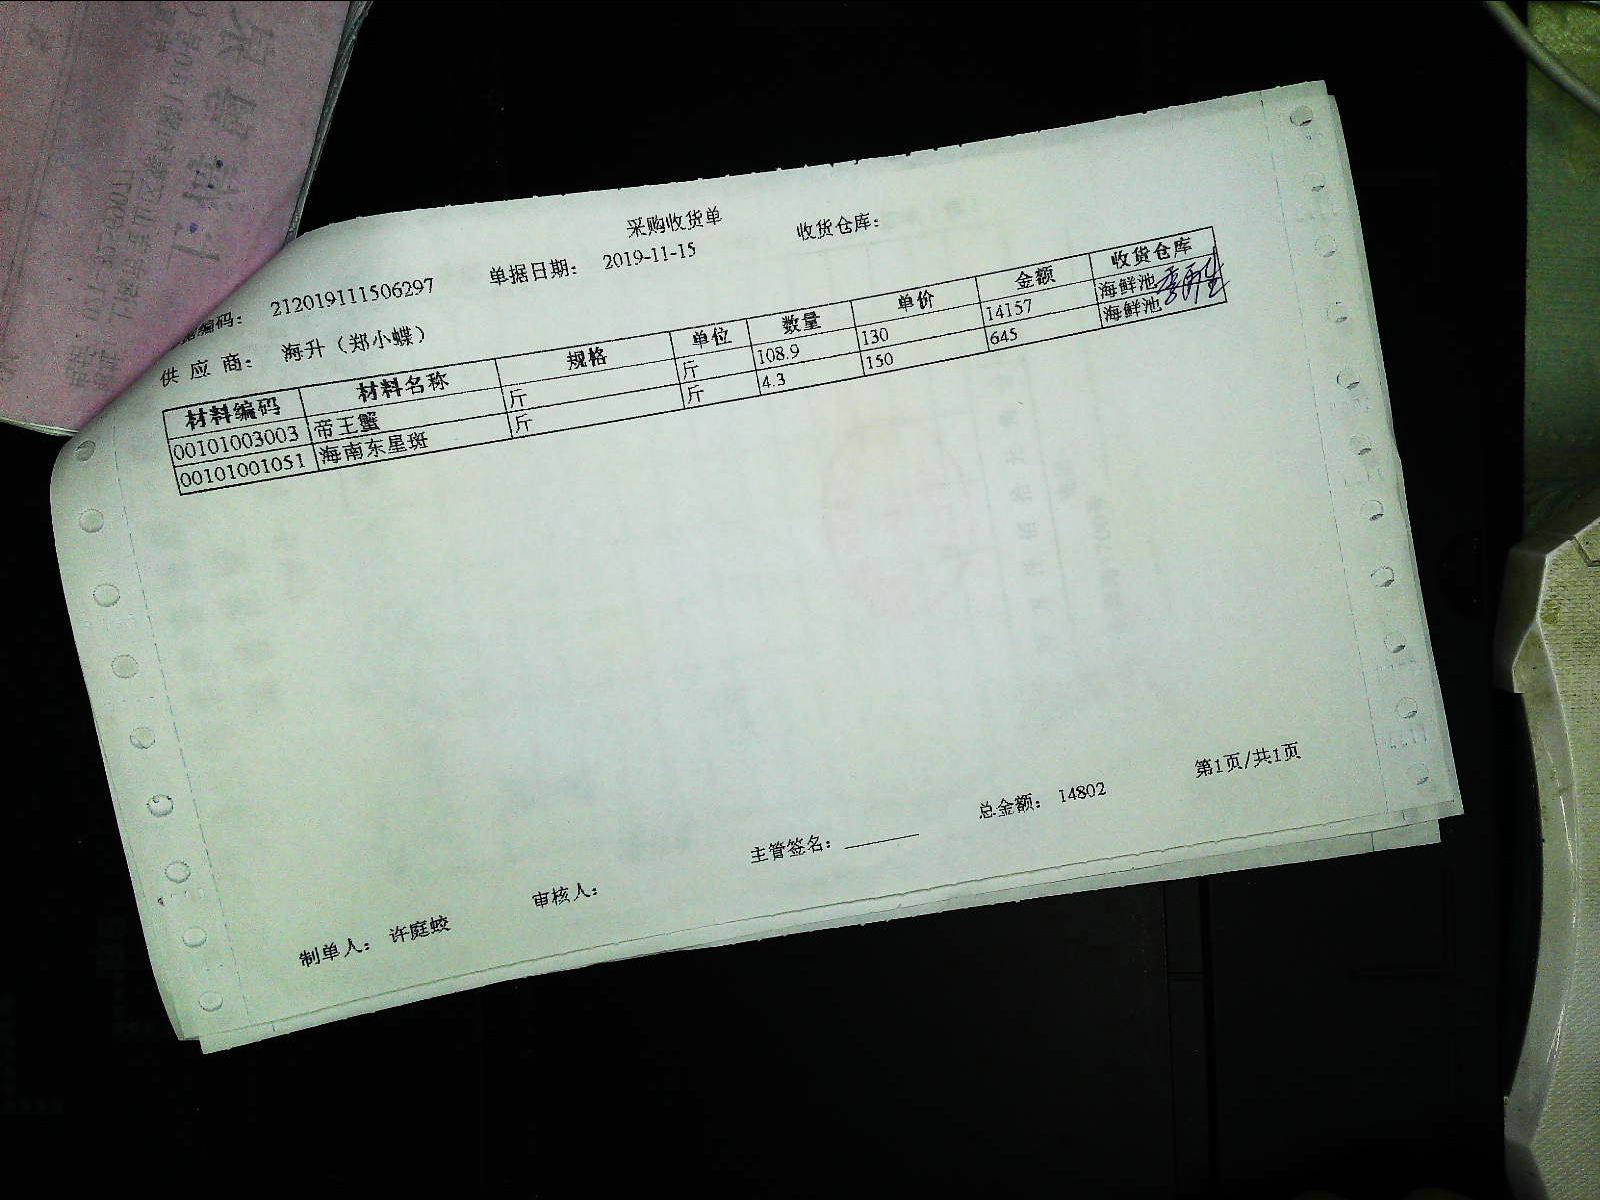 采购收货单
编码: 212019111506297 单据日期: 2019-11-15 收货仓库:
供应商: 海升（郑小蝶）
材料编码 材料名称 规格 单位 数量 单价 金额 收货仓库
00101003003 帝王蟹 斤 斤 108.9 130 14157 海鲜池
00101001051 海南东星斑 斤 斤 4.3 150 645 海鲜池
制单人: 许庭蛟 审核人: 主管签名: 总金额: 14802 第1页/共1页